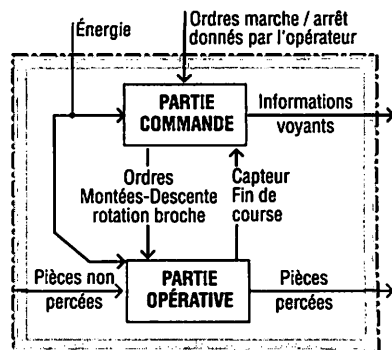 Énergie
Ordres marche / arrêt
donnés par l'opérateur
PARTIE
COMMANDE
Informations
voyants
Ordres
Montées-Descente
rotation broche
Capteur
Fin de
course
Pièces non
percées
PARTIE
OPÉRATIVE
Pièces
percées